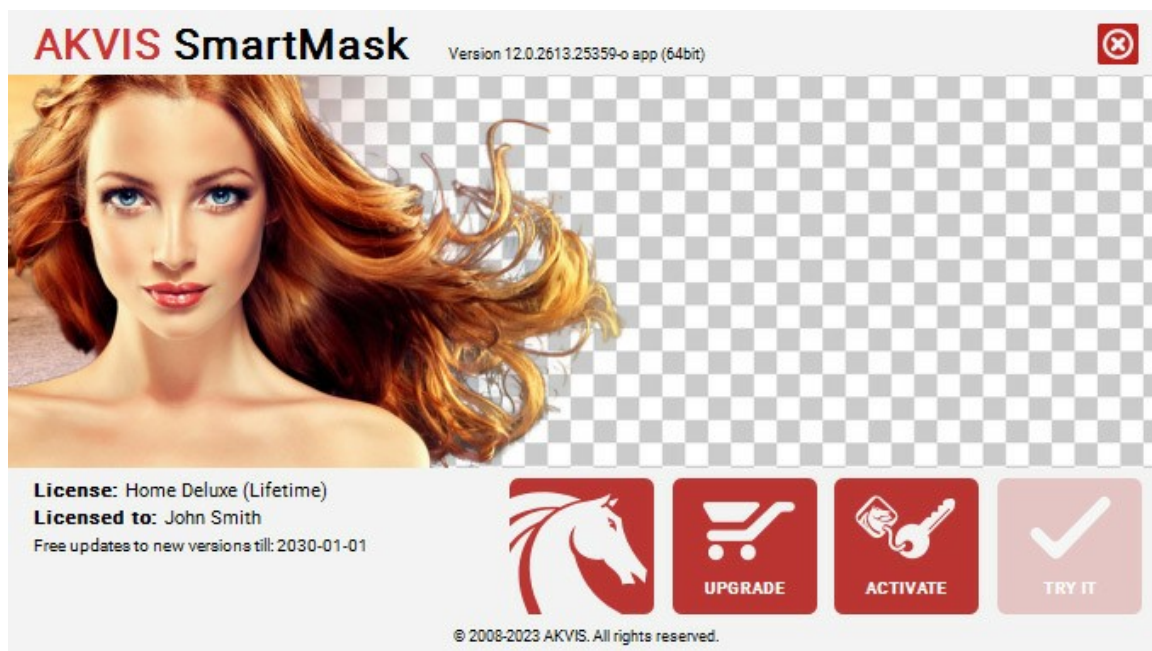 AKVIS SmartMask Version 12.0.2613.25359-o app (64bit)
License: Home Deluxe (Lifetime)
Licensed to: John Smith
Free updates to new versions till: 2030-01-01
UPGRADE
ACTIVATE
TRY IT
© 2008-2023 AKVIS. All rights reserved.